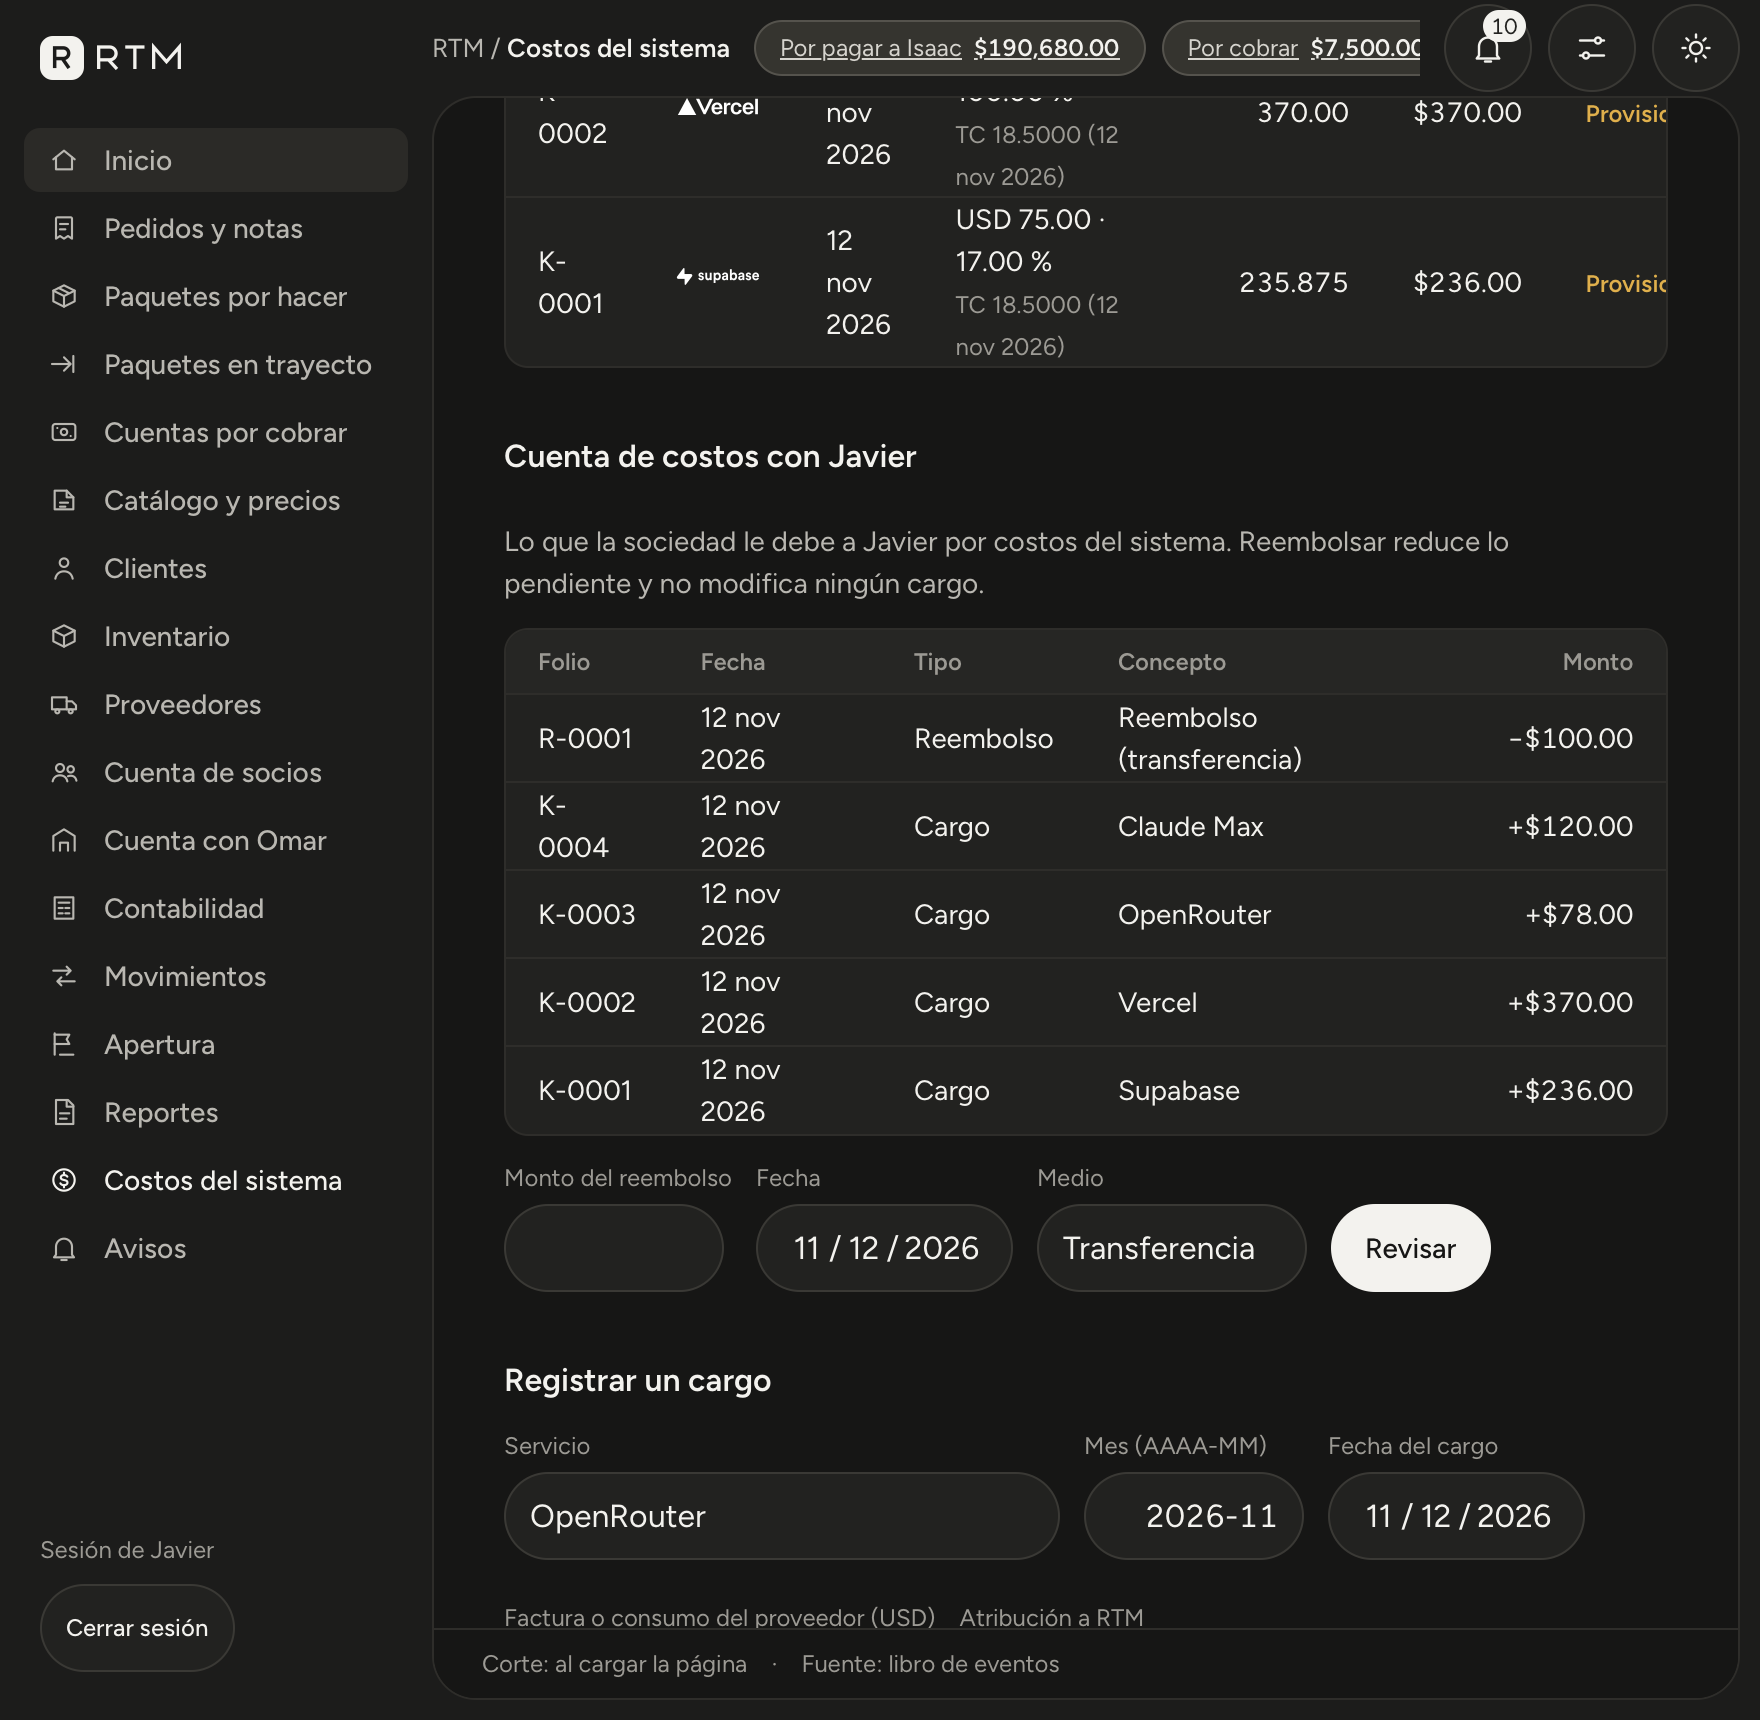 R RTM
RTM / Costos del sistema
Por pagar a Isaac $190,680.00
Por cobrar $7,500.00
10
Inicio
Pedidos y notas
Paquetes por hacer
Paquetes en trayecto
Cuentas por cobrar
Catálogo y precios
Clientes
Inventario
Proveedores
Cuenta de socios
Cuenta con Omar
Contabilidad
Movimientos
Apertura
Reportes
Costos del sistema
Avisos
Sesión de Javier
Cerrar sesión
0002
Vercel
nov
2026
TC 18.5000 (12
nov 2026)
370.00
$370.00
Provisio
K-
0001
supabase
12
nov
2026
USD 75.00 ·
17.00 %
TC 18.5000 (12
nov 2026)
235.875
$236.00
Provisio
Cuenta de costos con Javier
Lo que la sociedad le debe a Javier por costos del sistema. Reembolsar reduce lo
pendiente y no modifica ningún cargo.
Folio Fecha Tipo Concepto Monto
R-0001 12 nov 2026 Reembolso Reembolso (transferencia) −$100.00
K-0004 12 nov 2026 Cargo Claude Max +$120.00
K-0003 12 nov 2026 Cargo OpenRouter +$78.00
K-0002 12 nov 2026 Cargo Vercel +$370.00
K-0001 12 nov 2026 Cargo Supabase +$236.00
Monto del reembolso Fecha Medio
11 / 12 / 2026 Transferencia Revisar
Registrar un cargo
Servicio Mes (AAAA-MM) Fecha del cargo
OpenRouter 2026-11 11 / 12 / 2026
Factura o consumo del proveedor (USD) Atribución a RTM
Corte: al cargar la página · Fuente: libro de eventos